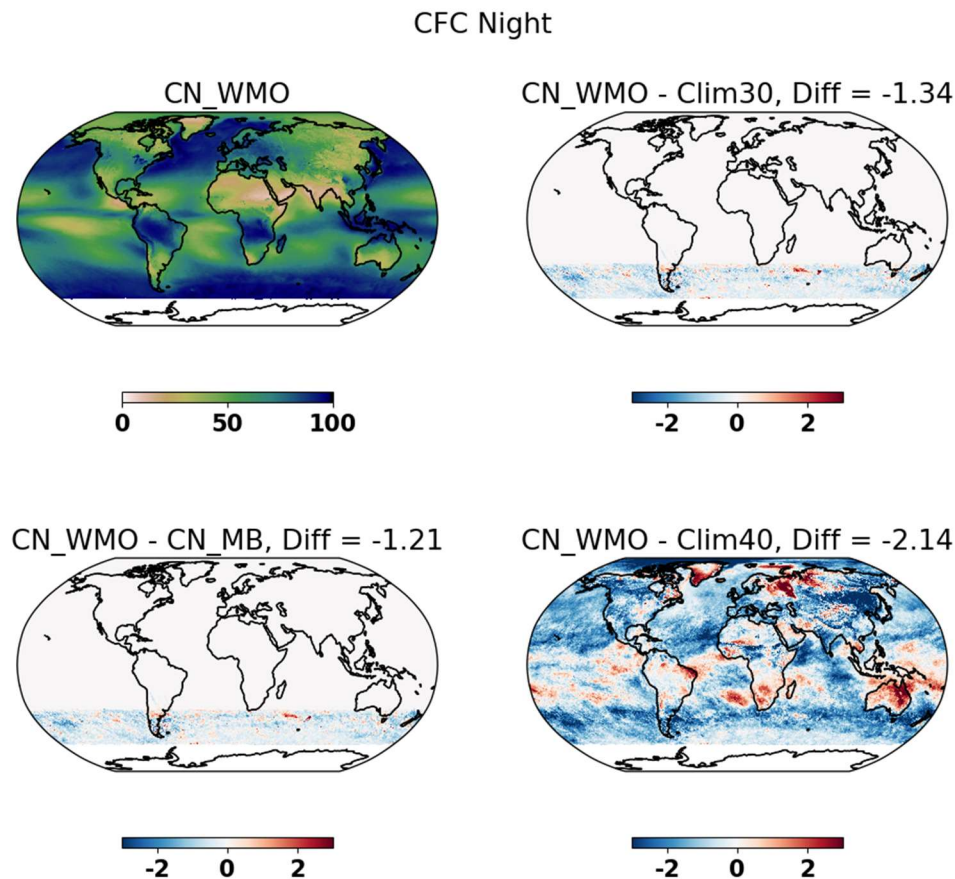 CFC Night
CN_WMO
CN_WMO - Clim30, Diff = -1.34
0 50 100
-2 0 2
CN_WMO - CN_MB, Diff = -1.21
CN_WMO - Clim40, Diff = -2.14
-2 0 2
-2 0 2